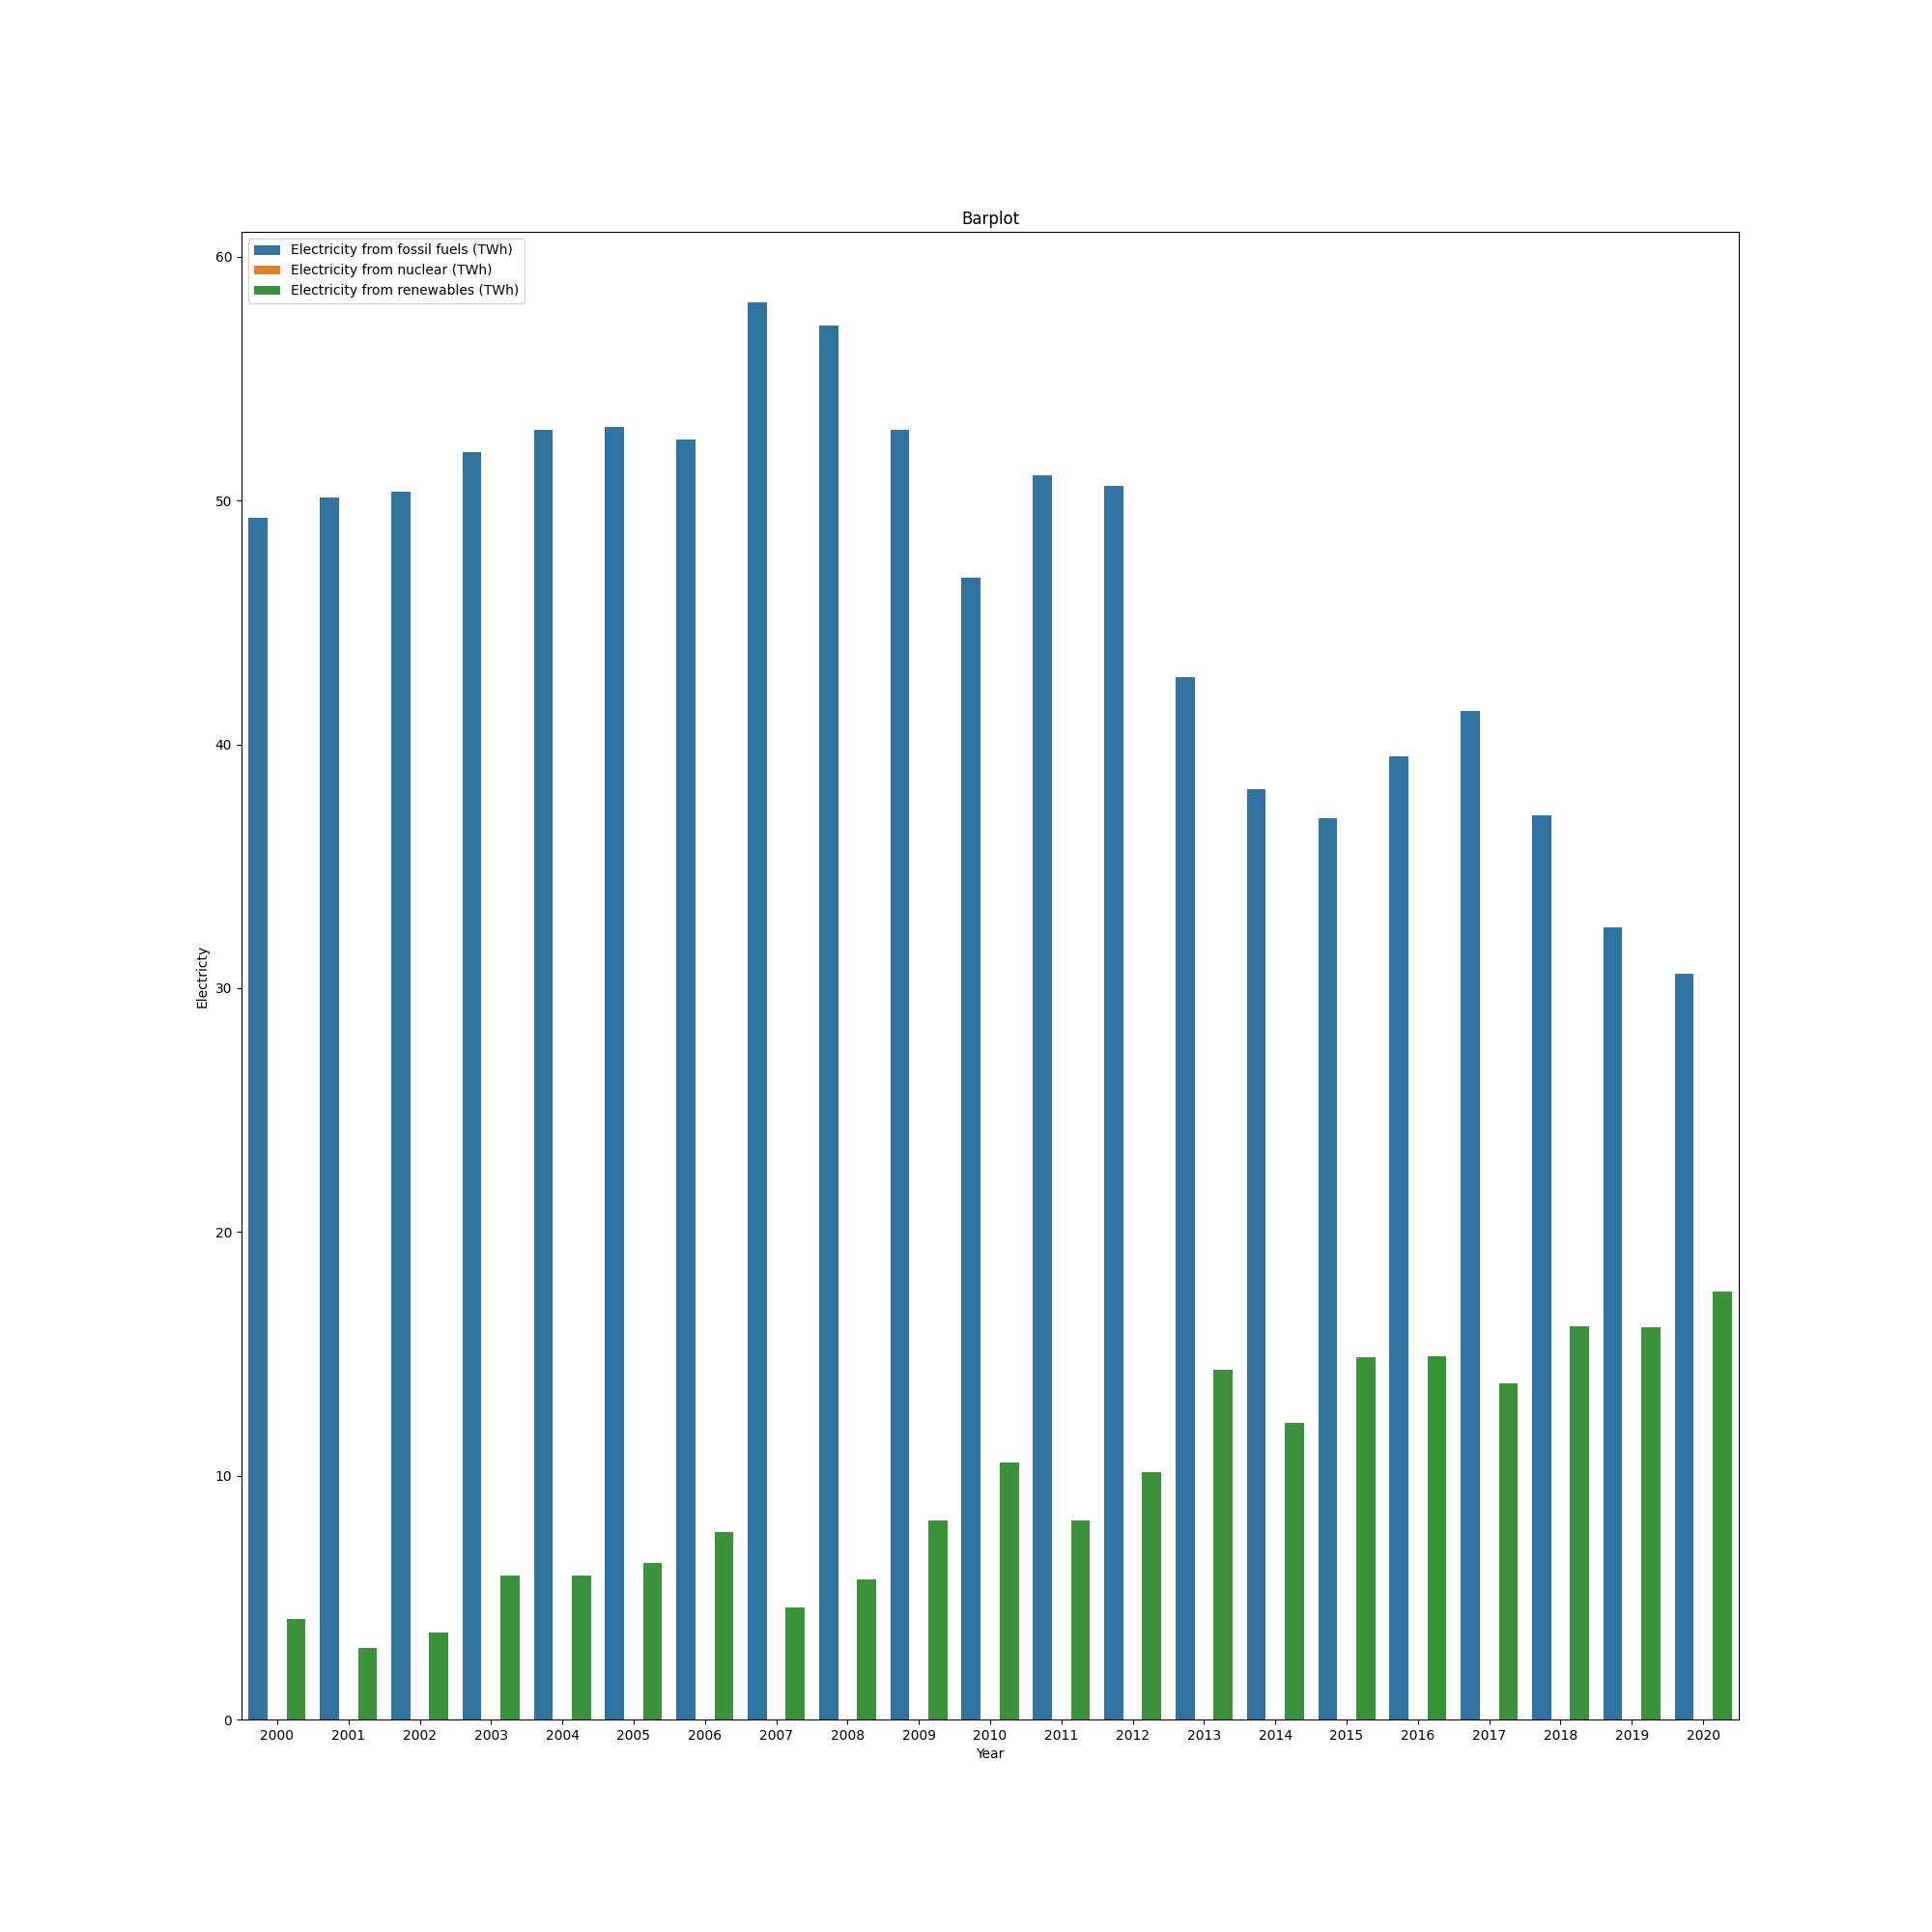 Barplot
Electricity from fossil fuels (TWh)
Electricity from nuclear (TWh)
Electricity from renewables (TWh)
60
50
40
30
20
10
0
Electricty
2000 2001 2002 2003 2004 2005 2006 2007 2008 2009 2010 2011 2012 2013 2014 2015 2016 2017 2018 2019 2020
Year